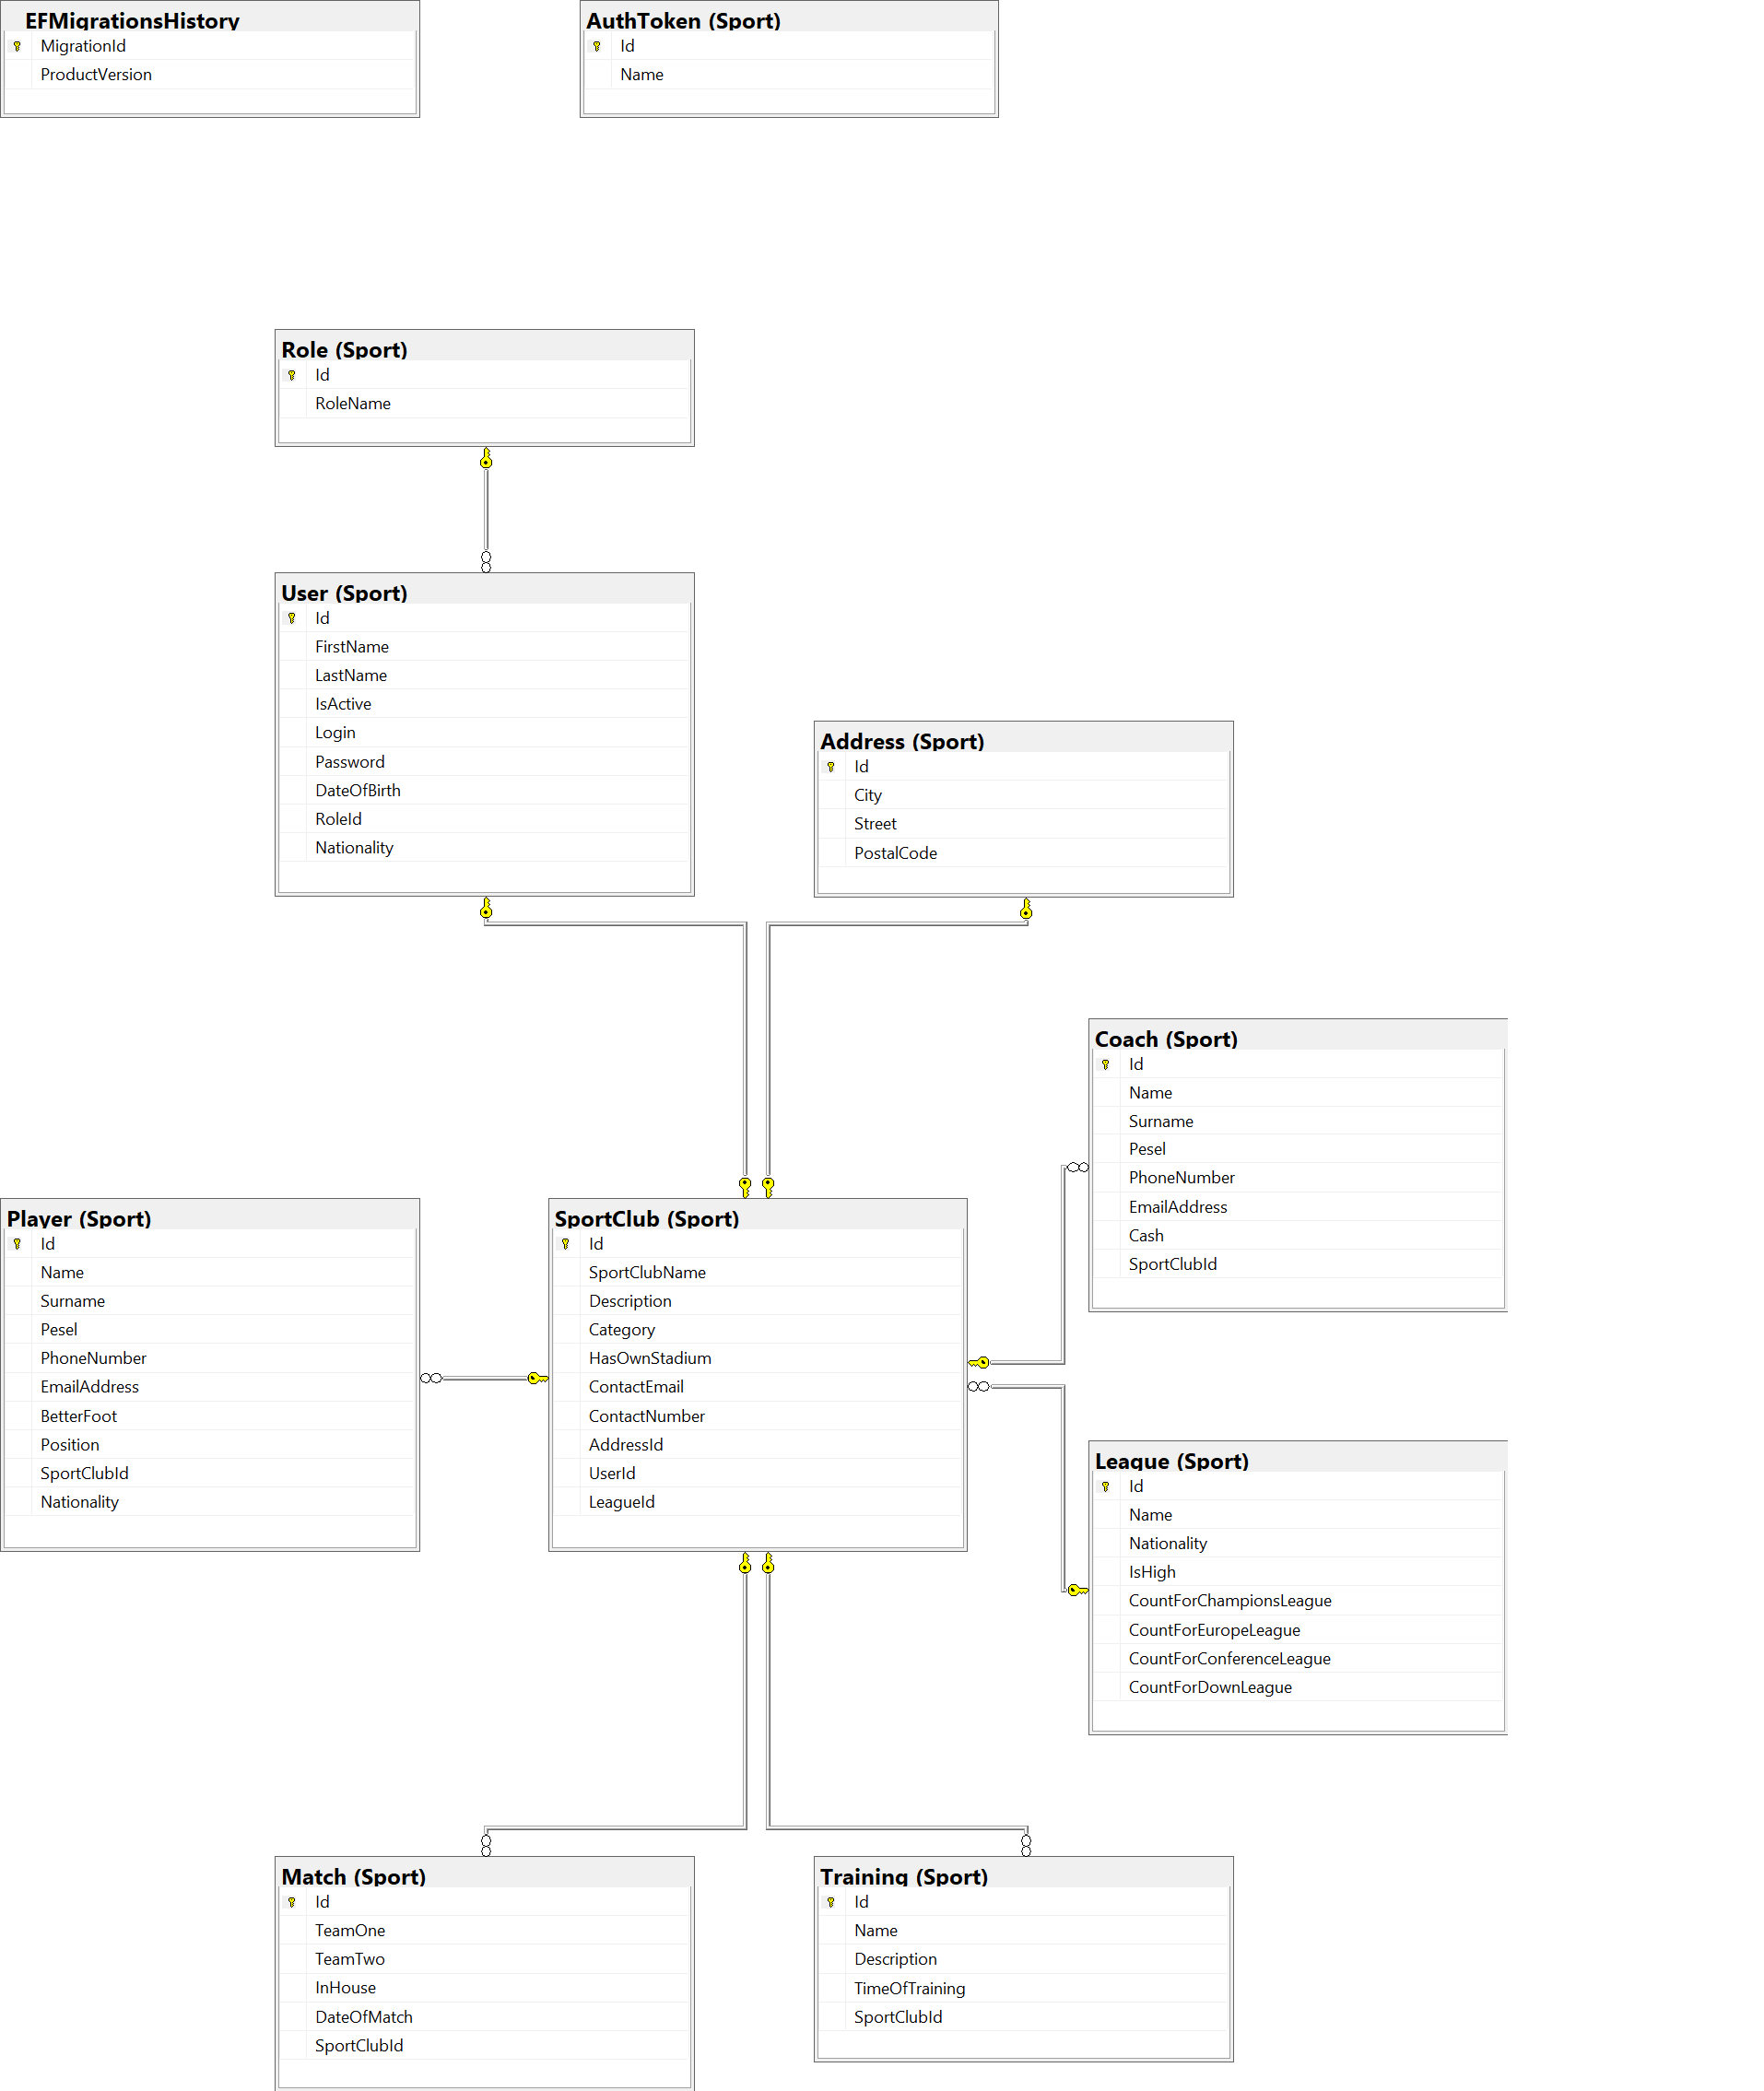 EFMigrationsHistory
MigrationId
ProductVersion
AuthToken (Sport)
Id
Name
Role (Sport)
Id
RoleName
User (Sport)
Id
FirstName
LastName
IsActive
Login
Password
DateOfBirth
RoleId
Nationality
Address (Sport)
Id
City
Street
PostalCode
Coach (Sport)
Id
Name
Surname
Pesel
PhoneNumber
EmailAddress
Cash
SportClubId
Player (Sport)
Id
Name
Surname
Pesel
PhoneNumber
EmailAddress
BetterFoot
Position
SportClubId
Nationality
SportClub (Sport)
Id
SportClubName
Description
Category
HasOwnStadium
ContactEmail
ContactNumber
AddressId
UserId
LeagueId
League (Sport)
Id
Name
Nationality
IsHigh
CountForChampionsLeague
CountForEuropeLeague
CountForConferenceLeague
CountForDownLeague
Match (Sport)
Id
TeamOne
TeamTwo
InHouse
DateOfMatch
SportClubId
Training (Sport)
Id
Name
Description
TimeOfTraining
SportClubId